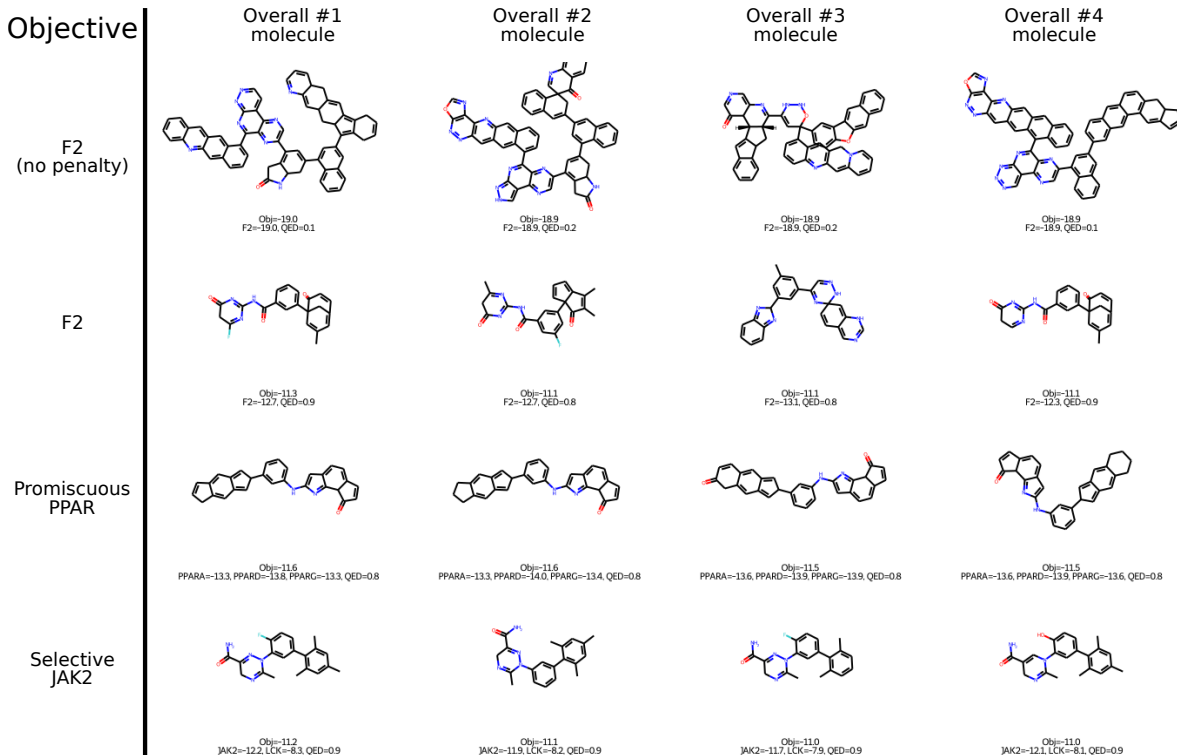 Objective
Overall #1
molecule
Overall #2
molecule
Overall #3
molecule
Overall #4
molecule
F2
(no penalty)
Obj=-19.0
F2=-19.0, QED=0.1
Obj=-18.9
F2=-18.9, QED=0.2
Obj=-18.9
F2=-18.9, QED=0.2
Obj=-18.9
F2=-18.9, QED=0.1
F2
Obj=-11.3
F2=-12.7, QED=0.9
Obj=-11.1
F2=-12.7, QED=0.8
Obj=-11.1
F2=-13.1, QED=0.8
Obj=-11.1
F2=-12.3, QED=0.9
Promiscuous
PPAR
Obj=-11.6
PPARA=-13.3, PPARD=-13.8, PPARG=-13.3, QED=0.8
Obj=-11.6
PPARA=-13.3, PPARD=-14.0, PPARG=-13.4, QED=0.8
Obj=-11.5
PPARA=-13.6, PPARD=-13.9, PPARG=-13.9, QED=0.8
Obj=-11.5
PPARA=-13.6, PPARD=-13.9, PPARG=-13.6, QED=0.8
Selective
JAK2
Obj=-11.2
JAK2=-12.2, LCK=-8.3, QED=0.9
Obj=-11.1
JAK2=-11.9, LCK=-8.2, QED=0.9
Obj=-11.0
JAK2=-11.7, LCK=-7.9, QED=0.9
Obj=-11.0
JAK2=-12.1, LCK=-8.1, QED=0.9